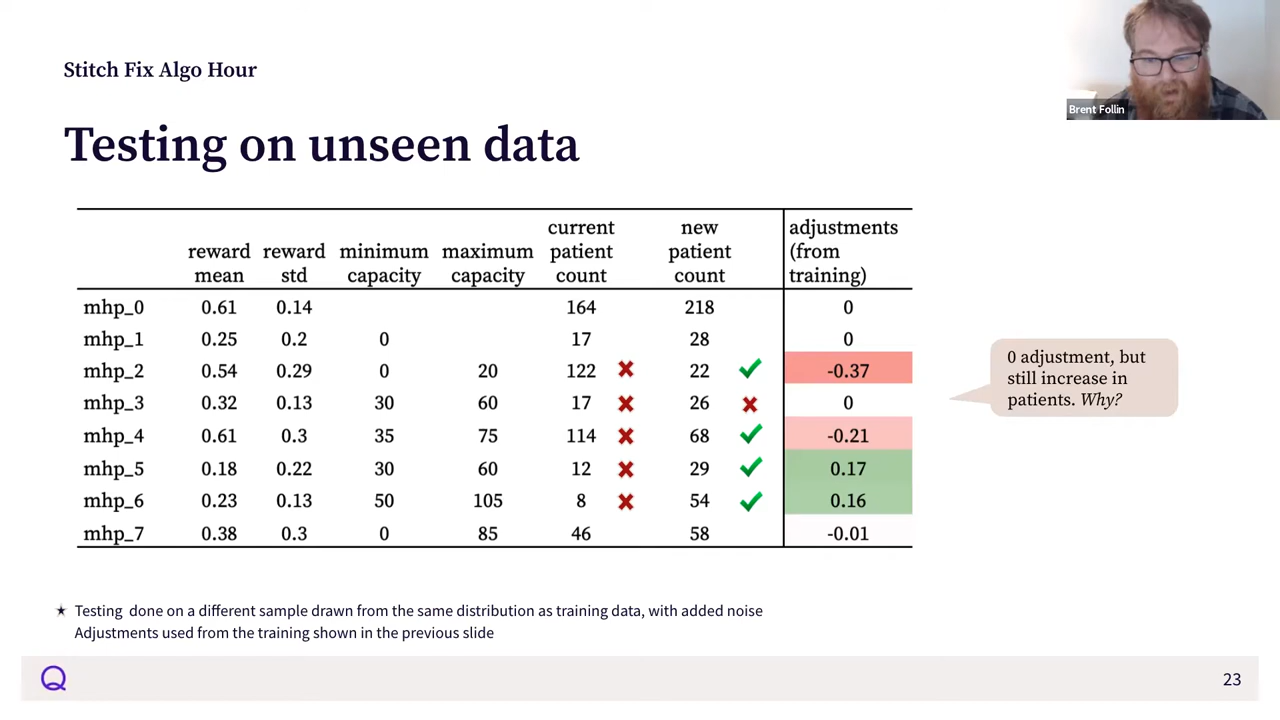 Stitch Fix Algo Hour
Brent Follin
Testing on unseen data
reward mean reward std minimum capacity maximum capacity current patient count new patient count adjustments (from training)
mhp_0 0.61 0.14 164 218 0
mhp_1 0.25 0.2 0 17 28 0
mhp_2 0.54 0.29 0 20 122 22 -0.37
mhp_3 0.32 0.13 30 60 17 26 0
mhp_4 0.61 0.3 35 75 114 68 -0.21
mhp_5 0.18 0.22 30 60 12 29 0.17
mhp_6 0.23 0.13 50 105 8 54 0.16
mhp_7 0.38 0.3 0 85 46 58 -0.01
0 adjustment, but
still increase in
patients. Why?
Testing done on a different sample drawn from the same distribution as training data, with added noise
Adjustments used from the training shown in the previous slide
23